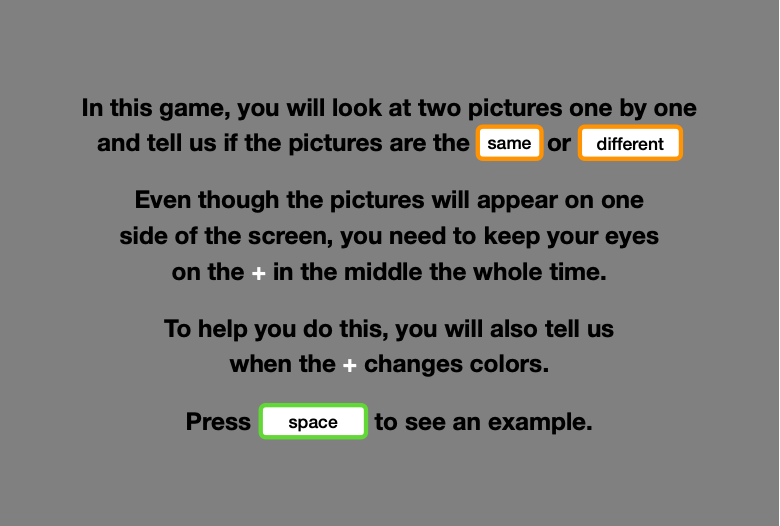 In this game, you will look at two pictures one by one
and tell us if the pictures are the same or different
Even though the pictures will appear on one
side of the screen, you need to keep your eyes
on the + in the middle the whole time.
To help you do this, you will also tell us
when the + changes colors.
Press space to see an example.